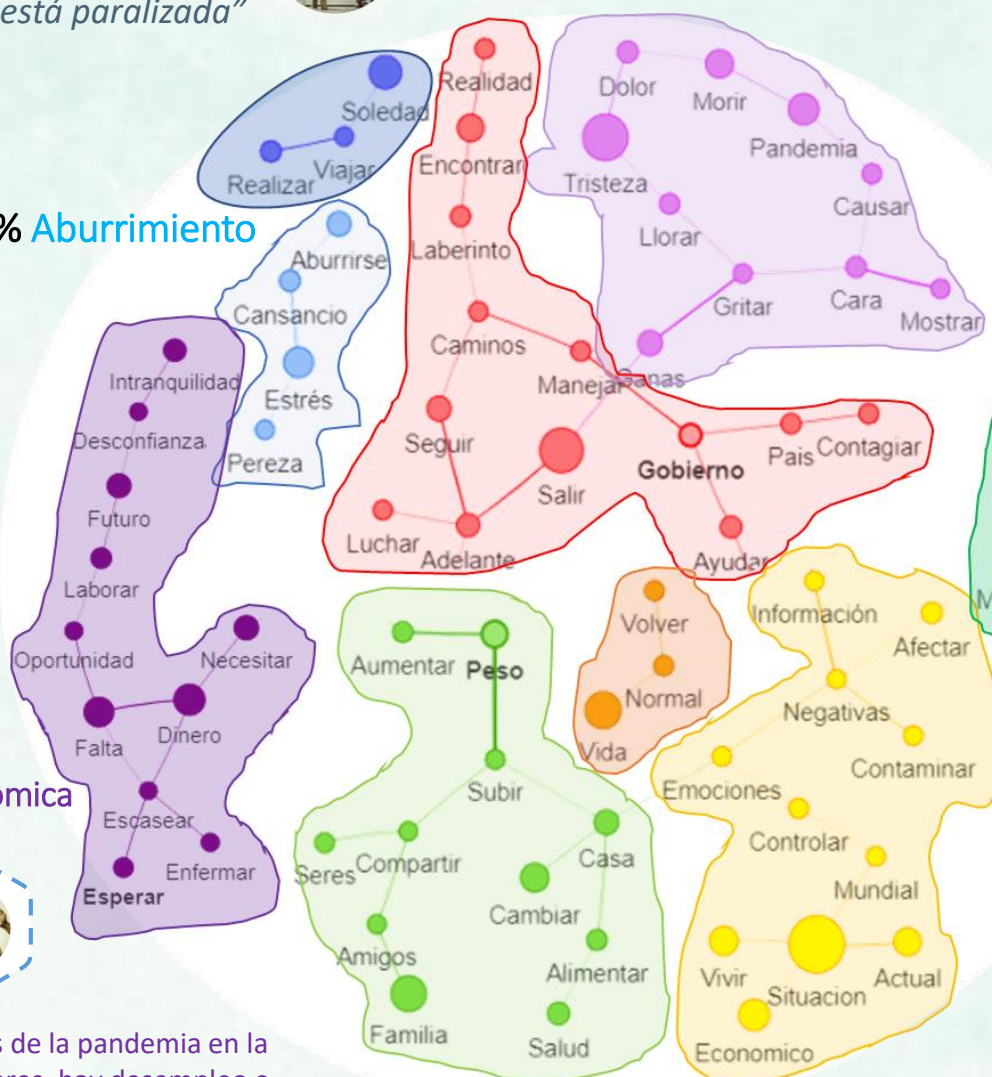 está paralizada”
Soledad
Viajar
Realizar
% Aburrimiento
Aburrirse
Cansancio
Estrés
Pereza
Realidad
Encontrar
Laberinto
Caminos
Manejar
Seguir
Salir
Luchar
Adelante
Gobierno
Pais
Contagiar
Ayudar
Dolor
Morir
Pandemia
Tristeza
Causar
Llorar
Gritar
Cara
Mostrar
Ganas
Intranquilidad
Desconfianza
Futuro
Laborar
Oportunidad
Necesitar
Falta
Dinero
Escasear
Enfermar
Esperar
Aumentar
Peso
Subir
Seres
Compartir
Casa
Cambiar
Amigos
Alimentar
Familia
Salud
Volver
Normal
Vida
Información
Afectar
Negativas
Contaminar
Emociones
Controlar
Mundial
Vivir
Situacion
Actual
Economico
M
ómica
s de la pandemia en la
hay desempleo